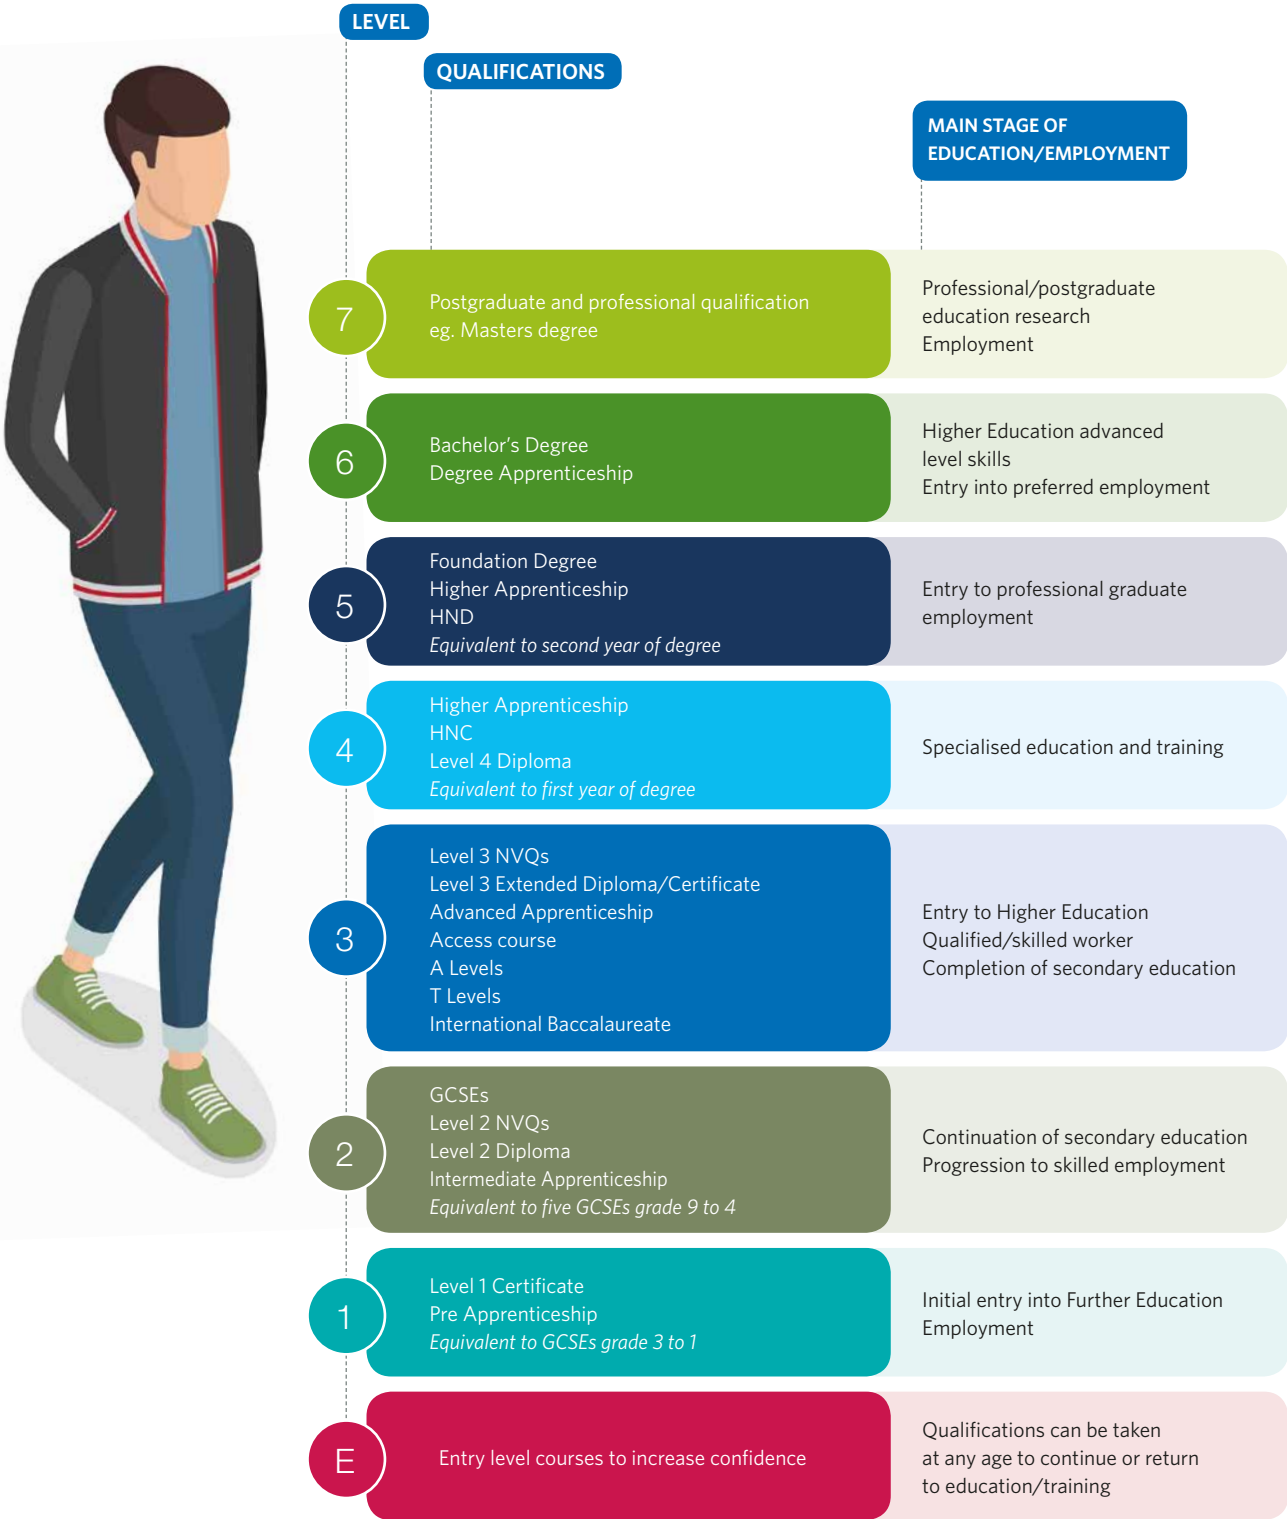 LEVEL
QUALIFICATIONS
MAIN STAGE OF
EDUCATION/EMPLOYMENT
7
Postgraduate and professional qualification
eg. Masters degree
Professional/postgraduate
education research
Employment
6
Bachelor's Degree
Degree Apprenticeship
Higher Education advanced
level skills
Entry into preferred employment
5
Foundation Degree
Higher Apprenticeship
HND
Equivalent to second year of degree
Entry to professional graduate
employment
4
Higher Apprenticeship
HNC
Level 4 Diploma
Equivalent to first year of degree
Specialised education and training
3
Level 3 NVQs
Level 3 Extended Diploma/Certificate
Advanced Apprenticeship
Access course
A Levels
T Levels
International Baccalaureate
Entry to Higher Education
Qualified/skilled worker
Completion of secondary education
2
GCSEs
Level 2 NVQs
Level 2 Diploma
Intermediate Apprenticeship
Equivalent to five GCSEs grade 9 to 4
Continuation of secondary education
Progression to skilled employment
1
Level 1 Certificate
Pre Apprenticeship
Equivalent to GCSEs grade 3 to 1
Initial entry into Further Education
Employment
E
Entry level courses to increase confidence
Qualifications can be taken
at any age to continue or return
to education/training